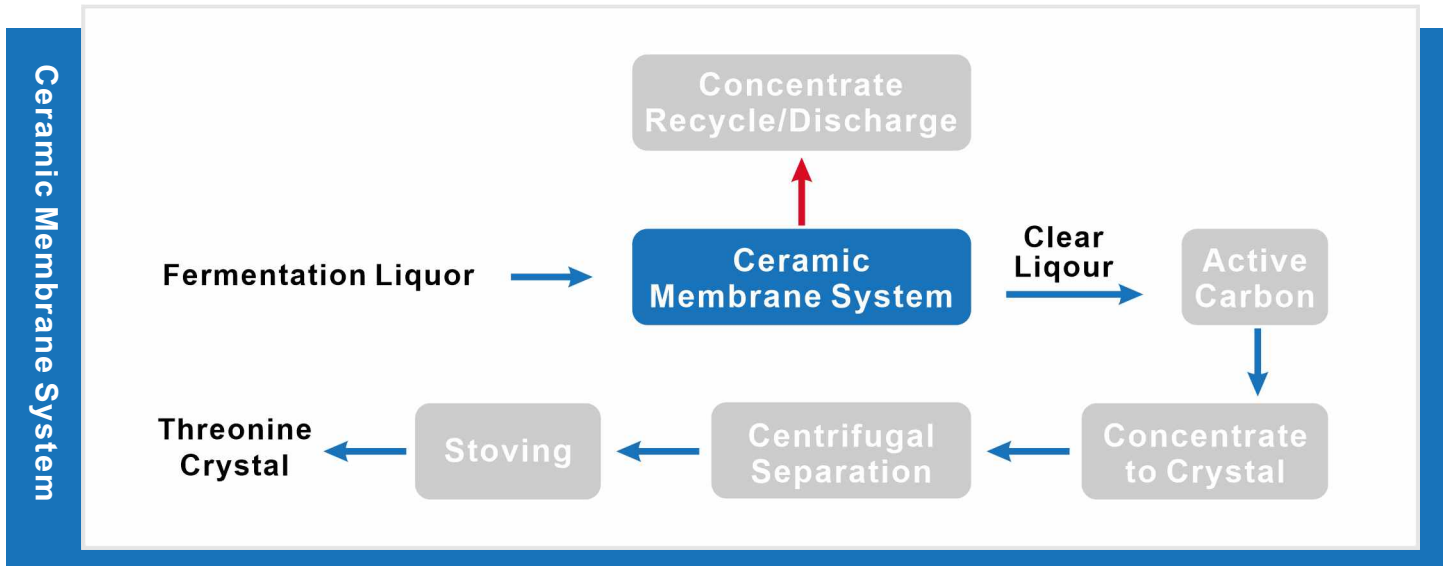 Ceramic Membrane System
Concentrate
Recycle/Discharge
Fermentation Liquor
Ceramic
Membrane System
Clear
Liqour
Active
Carbon
Threonine
Crystal
Stoving
Centrifugal
Separation
Concentrate
to Crystal